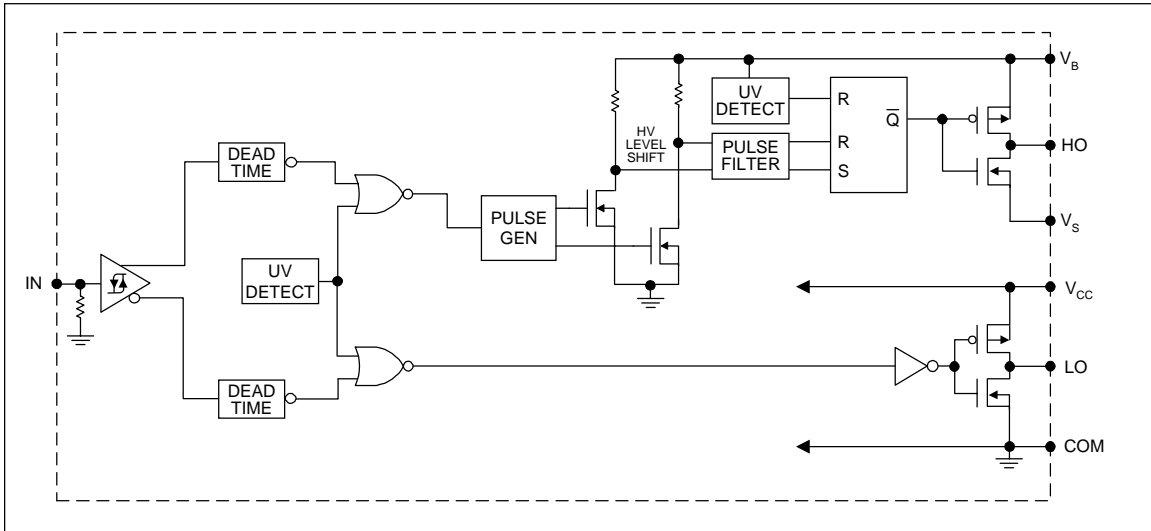 V_B
UV
DETECT
R
Q̅
HV
LEVEL
SHIFT
PULSE
FILTER
R
S
HO
DEAD
TIME
PULSE
GEN
V_S
IN
UV
DETECT
V_CC
LO
DEAD
TIME
COM